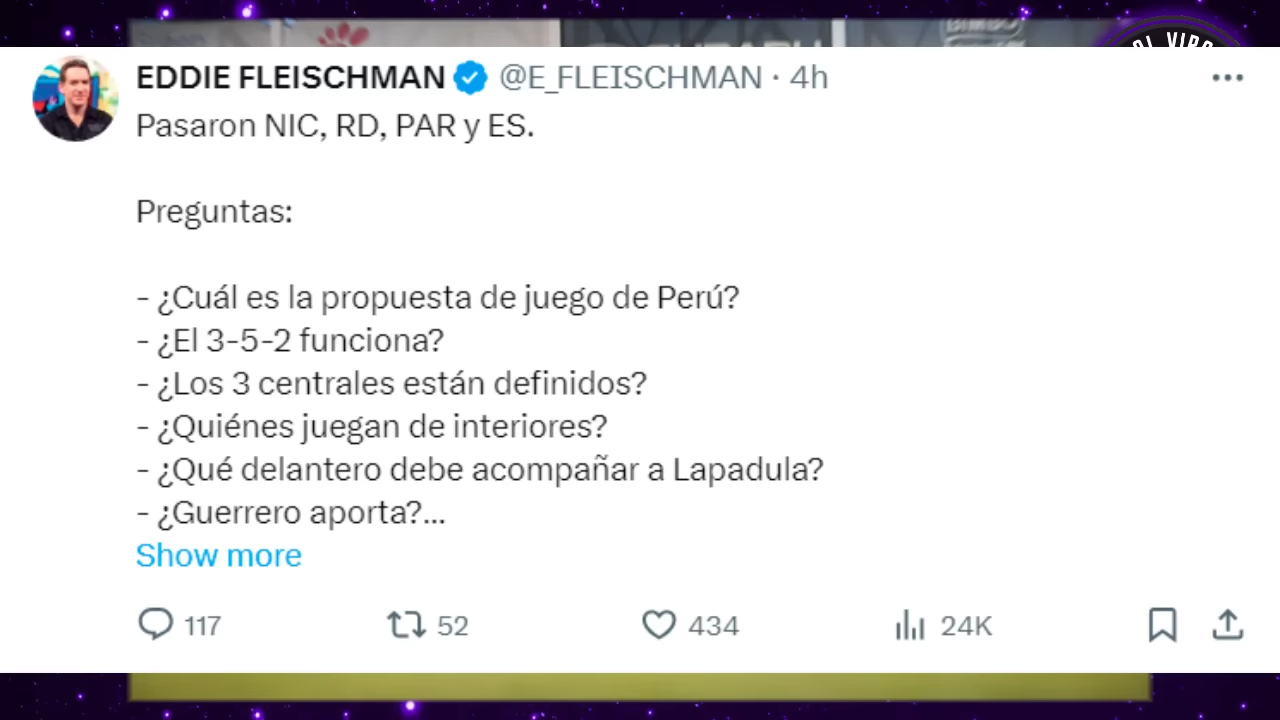 EDDIE FLEISCHMAN @E_FLEISCHMAN · 4h
Pasaron NIC, RD, PAR y ES.
Preguntas:
- ¿Cuál es la propuesta de juego de Perú?
- ¿El 3-5-2 funciona?
- ¿Los 3 centrales están definidos?
- ¿Quiénes juegan de interiores?
- ¿Qué delantero debe acompañar a Lapadula?
- ¿Guerrero aporta?...
Show more
117 52 434 24K